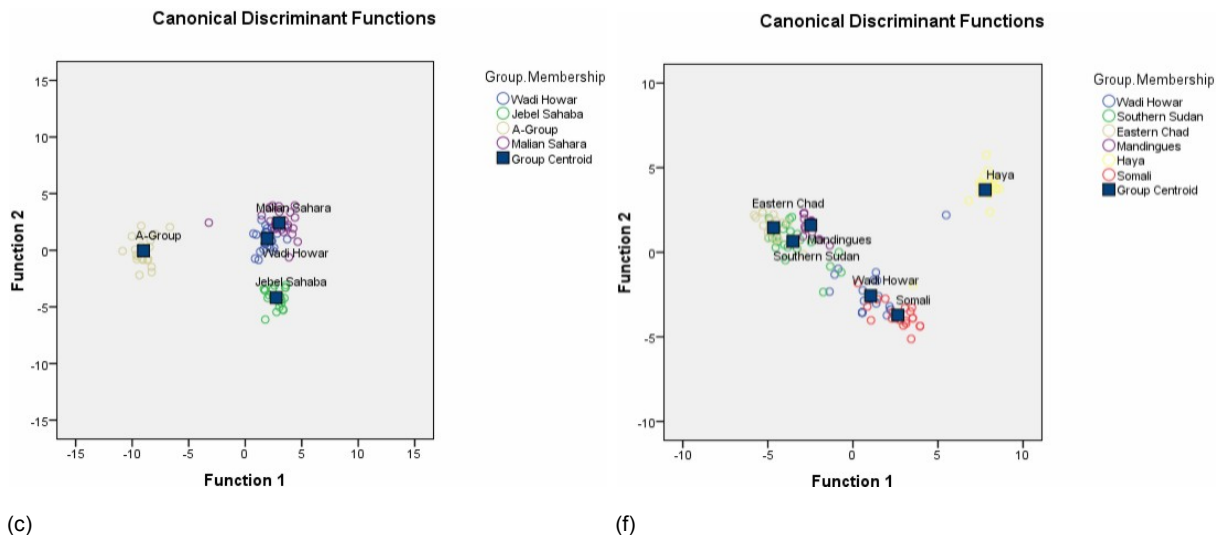 Canonical Discriminant Functions
Group.Membership
Wadi Howar
Jebel Sahaba
A-Group
Malian Sahara
Group Centroid
15
10
5
0
-5
-10
-15
Function 2
Malian Sahara
A-Group
Wadi Howar
Jebel Sahaba
-15
-10
-5
0
5
10
15
Function 1
(c)
Canonical Discriminant Functions
Group.Membership
Wadi Howar
Southern Sudan
Eastern Chad
Mandingues
Haya
Somali
Group Centroid
10
5
0
-5
-10
Function 2
Haya
Eastern Chad
Mandingues
Southern Sudan
Wadi Howar
Somali
-10
-5
0
5
10
Function 1
(f)